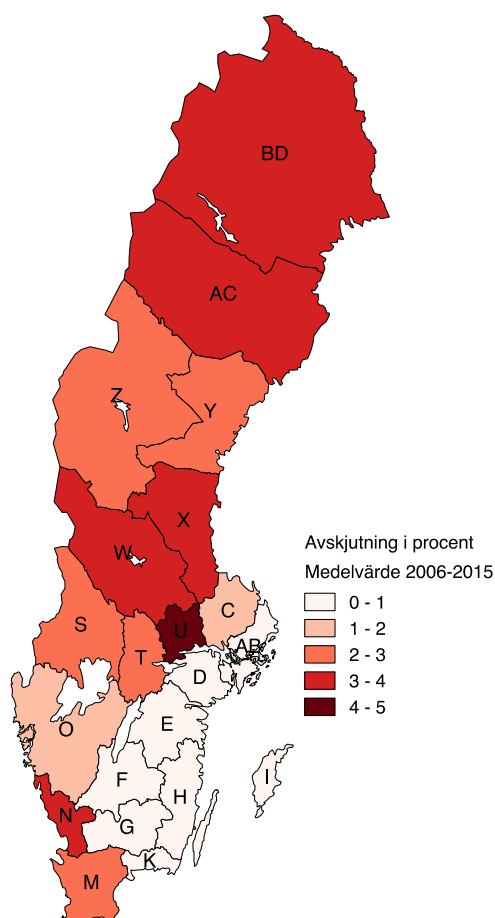 BD
AC
Z
Y
X
W
Avskjutning i procent
Medelvärde 2006-2015
0 - 1
1 - 2
2 - 3
3 - 4
4 - 5
C
S
U
AB
T
D
O
E
I
F
H
N
G
K
M